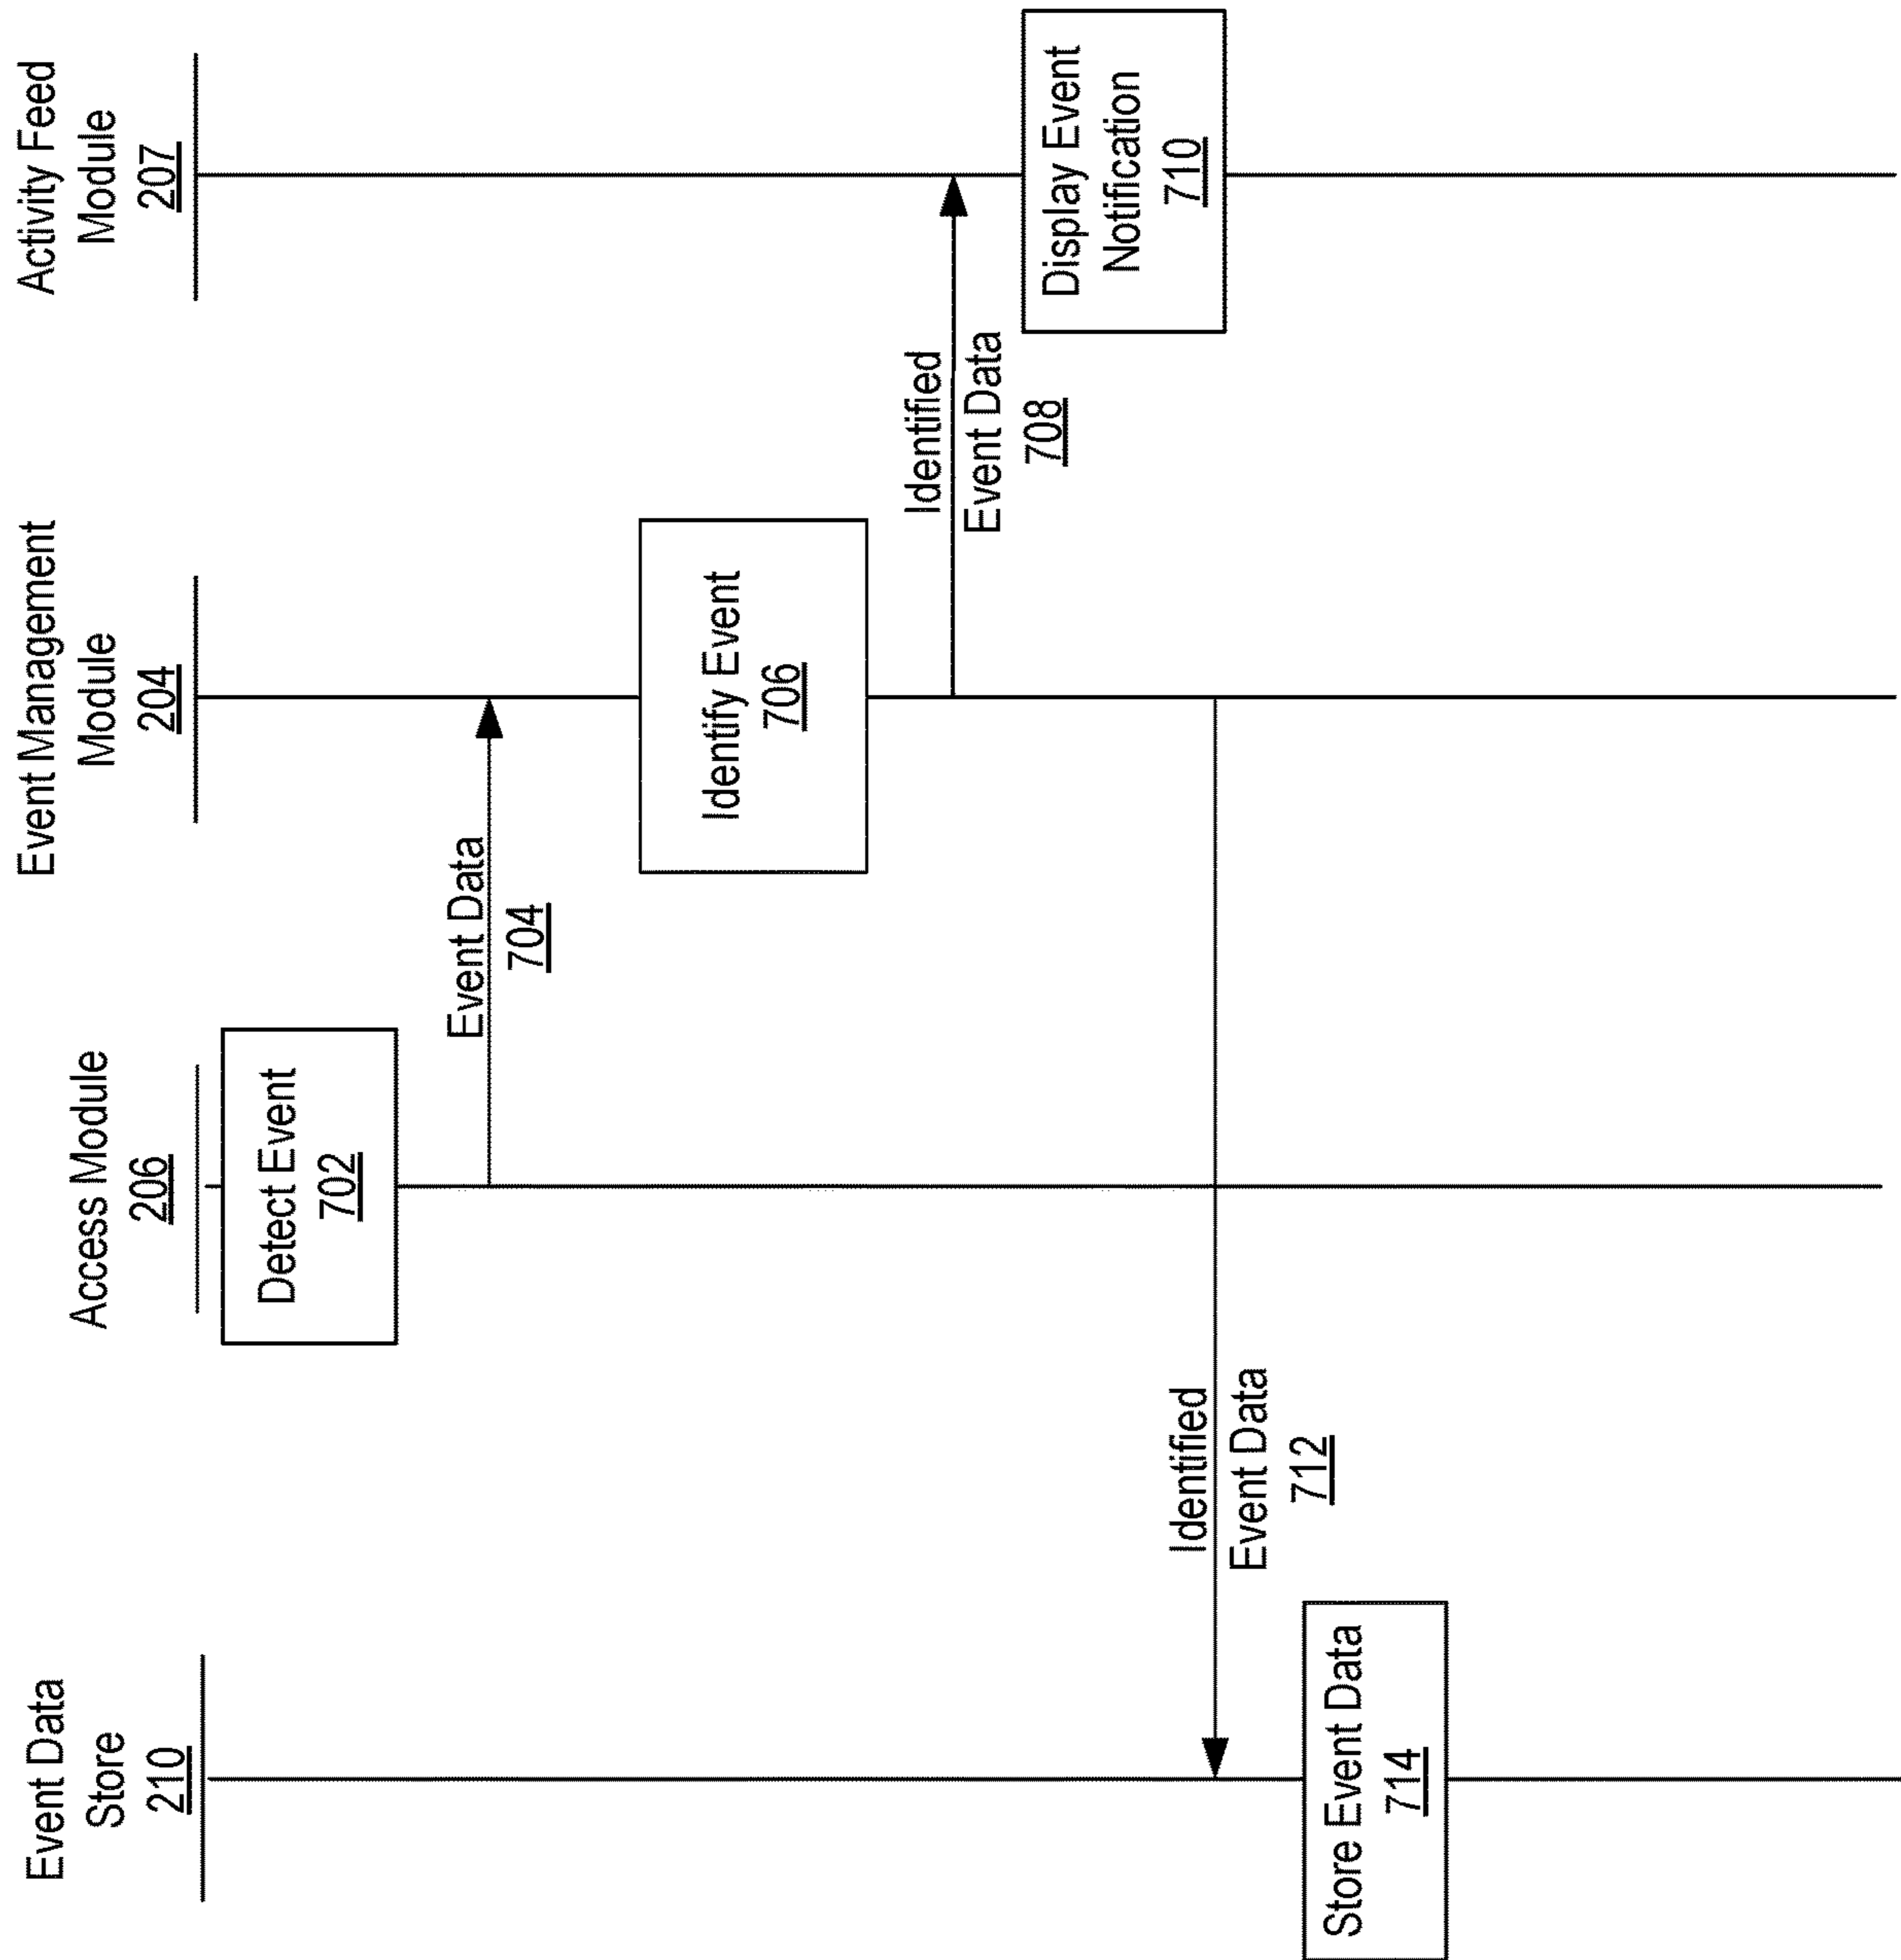 Event Data
Store
210
Access Module
206
Event Management
Module
204
Activity Feed
Module
207
Detect Event
702
Event Data
704
Identify Event
706
Identified
Event Data
708
Display Event
Notification
710
Identified
Event Data
712
Store Event Data
714